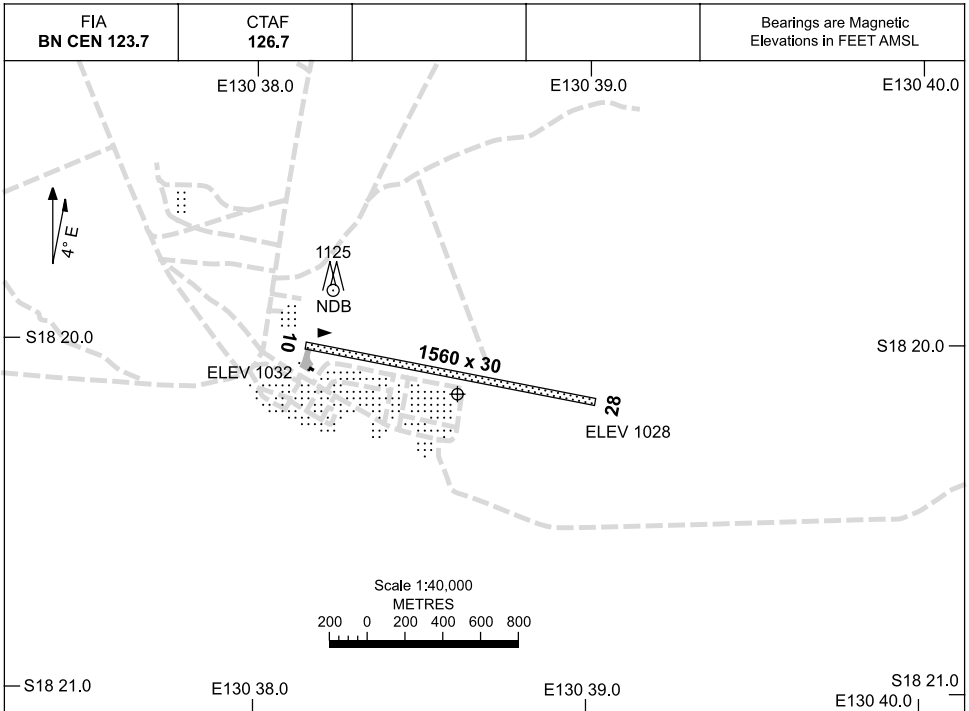 FIA
BN CEN 123.7
CTAF
126.7
Bearings are Magnetic
Elevations in FEET AMSL
E130 38.0
E130 39.0
E130 40.0
4° E
1125
NDB
S18 20.0
10
1560 x 30
S18 20.0
ELEV 1032
28
ELEV 1028
Scale 1:40,000
METRES
200 0 200 400 600 800
S18 21.0
E130 38.0
E130 39.0
S18 21.0
E130 40.0